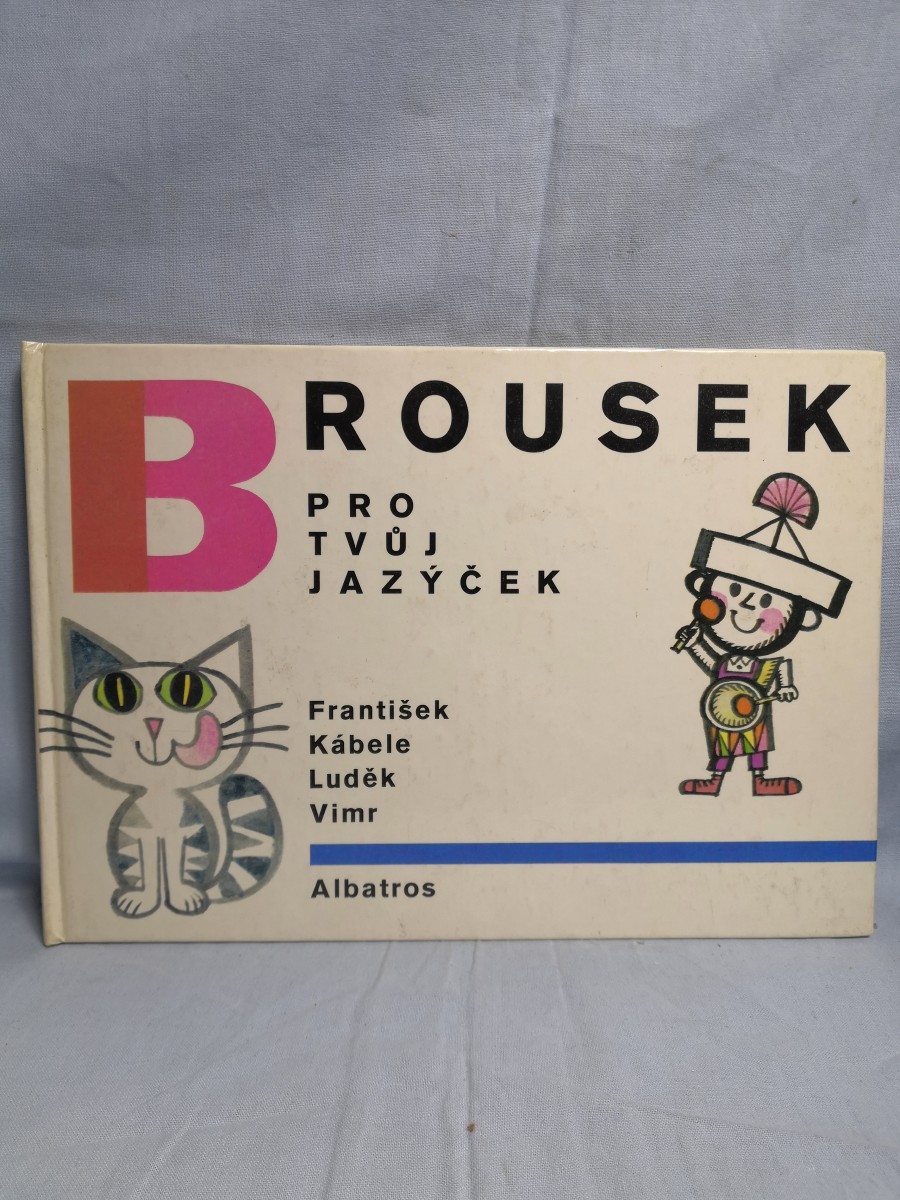 BROUSEK
PRO
TVŮJ
JAZÝČEK
František
Kábele
Luděk
Vimr
Albatros